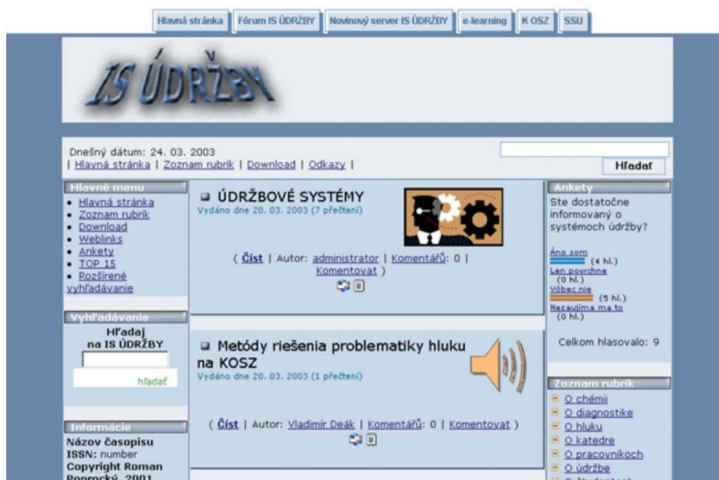 Hlavná stránka Fórum IS ÚDRŽBY Novinový server IS ÚDRŽBY e-learning K OSZ SSU
IS ÚDRŽBY
Dnešný dátum: 24. 03. 2003
| Hlavná stránka | Zoznam rubrik | Download | Odkazy |
Hľadať
Hlavné menu
Hlavná stránka
Zoznam rubrik
Download
Weblinks
Ankety
TOP 15
Rozšírené
vyhľadávanie
Vyhľadávanie
Hľadaj
na IS ÚDRŽBY
hľadať
Informácie
Názov časopisu
ISSN: number
Copyright Roman
Poprocký, 2001
ÚDRŽBOVÉ SYSTÉMY
Vydáno dne 20. 03. 2003 (7 přečtení)
( Číst | Autor: administrator | Komentářů: 0 |
Komentovat )
Metódy riešenia problematiky hluku
na KOSZ
Vydáno dne 20. 03. 2003 (1 přečtení)
( Číst | Autor: Vladimír Deák | Komentářů: 0 | Komentovat )
Ankety
Ste dostatočne
informovaný o
systémoch údržby?
Áno som
(4 hl.)
Len povrchne
(0 hl.)
Vôbec nie
(5 hl.)
Nezaujíma ma to
(0 hl.)
Celkom hlasovalo: 9
Zoznam rubrik
O chémii
O diagnostike
O hluku
O katedre
O pracovníkoch
O údržbe
O študentoch